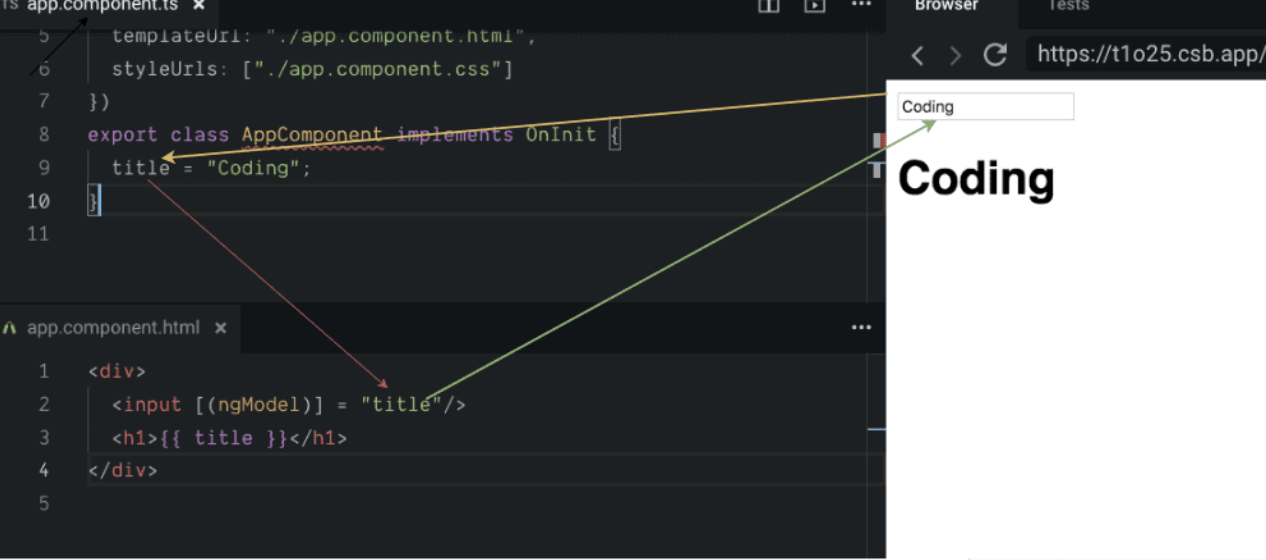 TS app.component.ts ×
5 templateUrl: "./app.component.html",
6 styleUrls: ["./app.component.css"]
7 })
8 export class AppComponent implements OnInit {
9 title = "Coding";
10 }
11
app.component.html ×
1 <div>
2 <input [(ngModel)] = "title"/>
3 <h1>{{ title }}</h1>
4 </div>
5
Browser Tests
https://t1o25.csb.app/
Coding
Coding